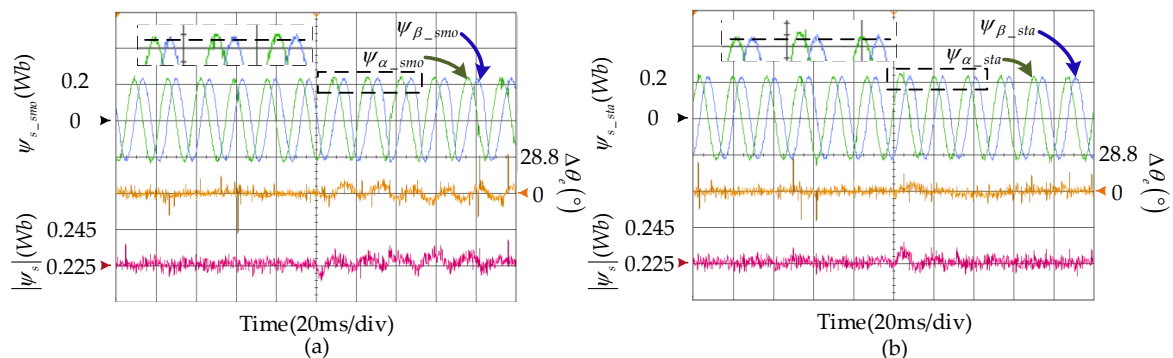 ψβ_smo
ψα_smo
ψs_smo(Wb)
0.2
0
28.8
0
Δθe(°)
0.245
0.225
|ψs|(Wb)
Time(20ms/div)
(a)
ψβ_sta
ψα_sta
ψs_sta(Wb)
0.2
0
28.8
0
Δθe(°)
0.245
0.225
|ψs|(Wb)
Time(20ms/div)
(b)